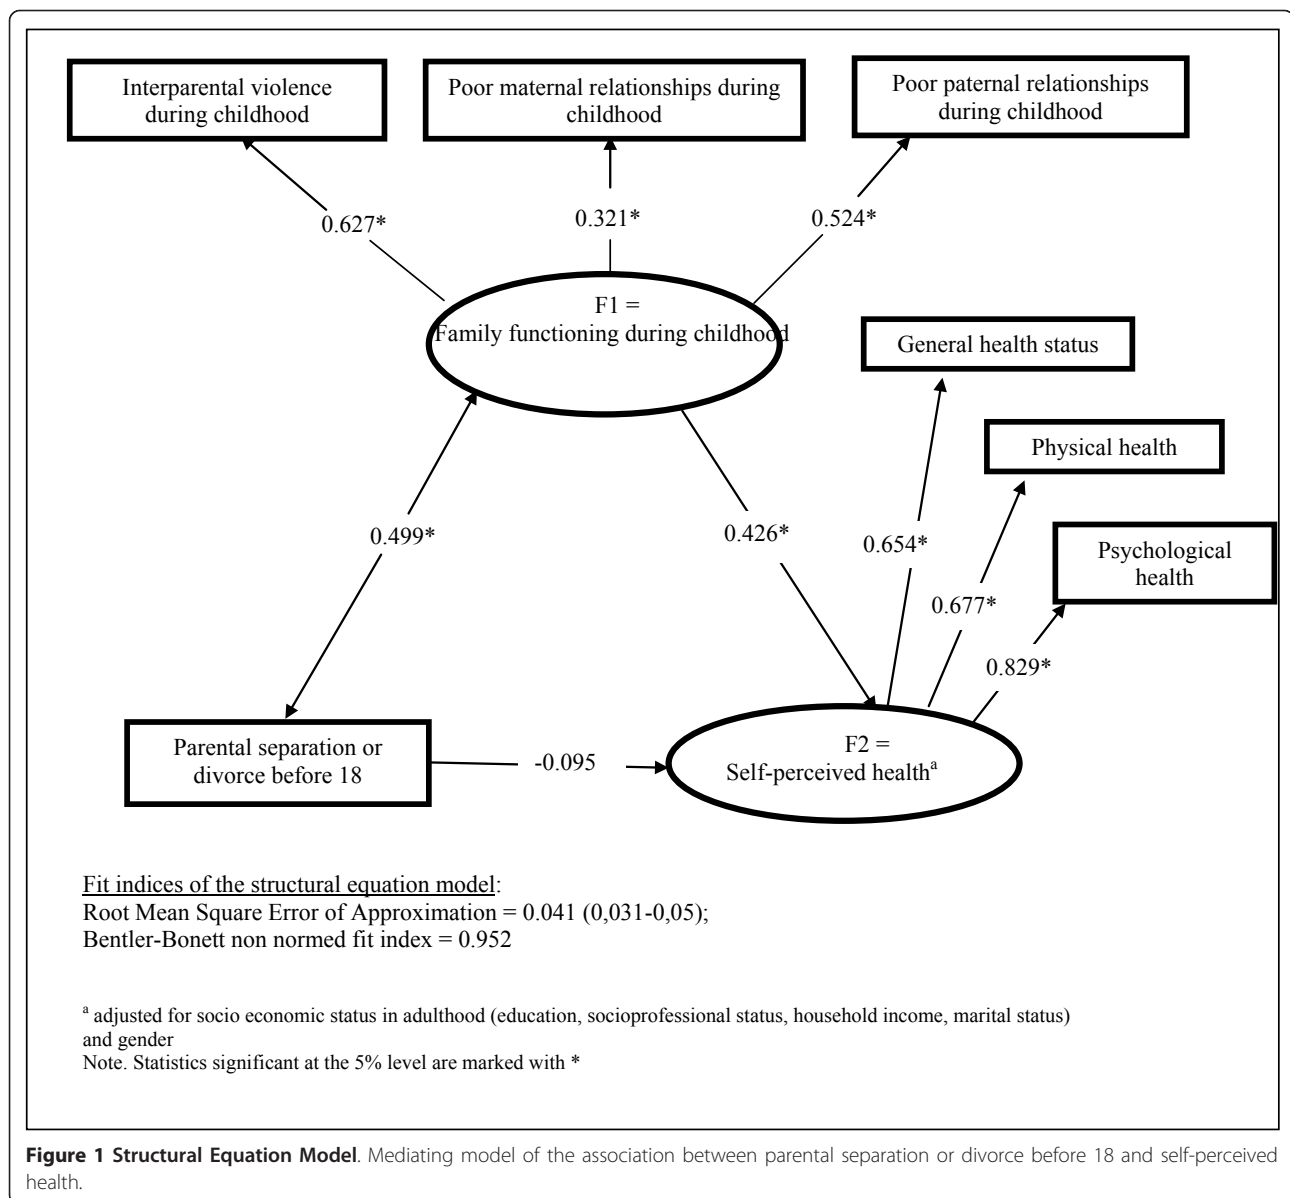 Interparental violence
during childhood
Poor maternal relationships during
childhood
Poor paternal relationships
during childhood
0.627*
0.321*
0.524*
F1 =
Family functioning during childhood
General health status
Physical health
Psychological
health
0.499*
0.426*
0.654*
0.677*
0.829*
Parental separation or
divorce before 18
-0.095
F2 =
Self-perceived healthᵃ
Fit indices of the structural equation model:
Root Mean Square Error of Approximation = 0.041 (0,031-0,05);
Bentler-Bonett non normed fit index = 0.952
ᵃ adjusted for socio economic status in adulthood (education, socioprofessional status, household income, marital status)
and gender
Note. Statistics significant at the 5% level are marked with *
Figure 1 Structural Equation Model. Mediating model of the association between parental separation or divorce before 18 and self-perceived
health.